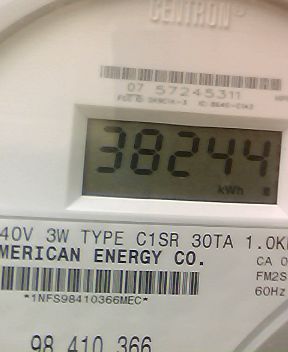 CENTRON
07 57245311
38244
kWh
40V 3W TYPE C1SR 30TA 1.0K
MERICAN ENERGY CO.
CA 0
FM2S
60Hz
*1NFS98410366MEC*
98 410 366